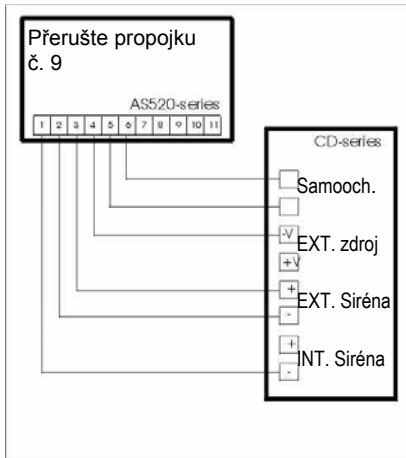 Přerušte propojku
č. 9
AS520-series
1 2 3 4 5 6 7 8 9 10 11
CD-series
Samooch.
-V
EXT. zdroj
+V
+
EXT. Siréna
-
+
INT. Siréna
-